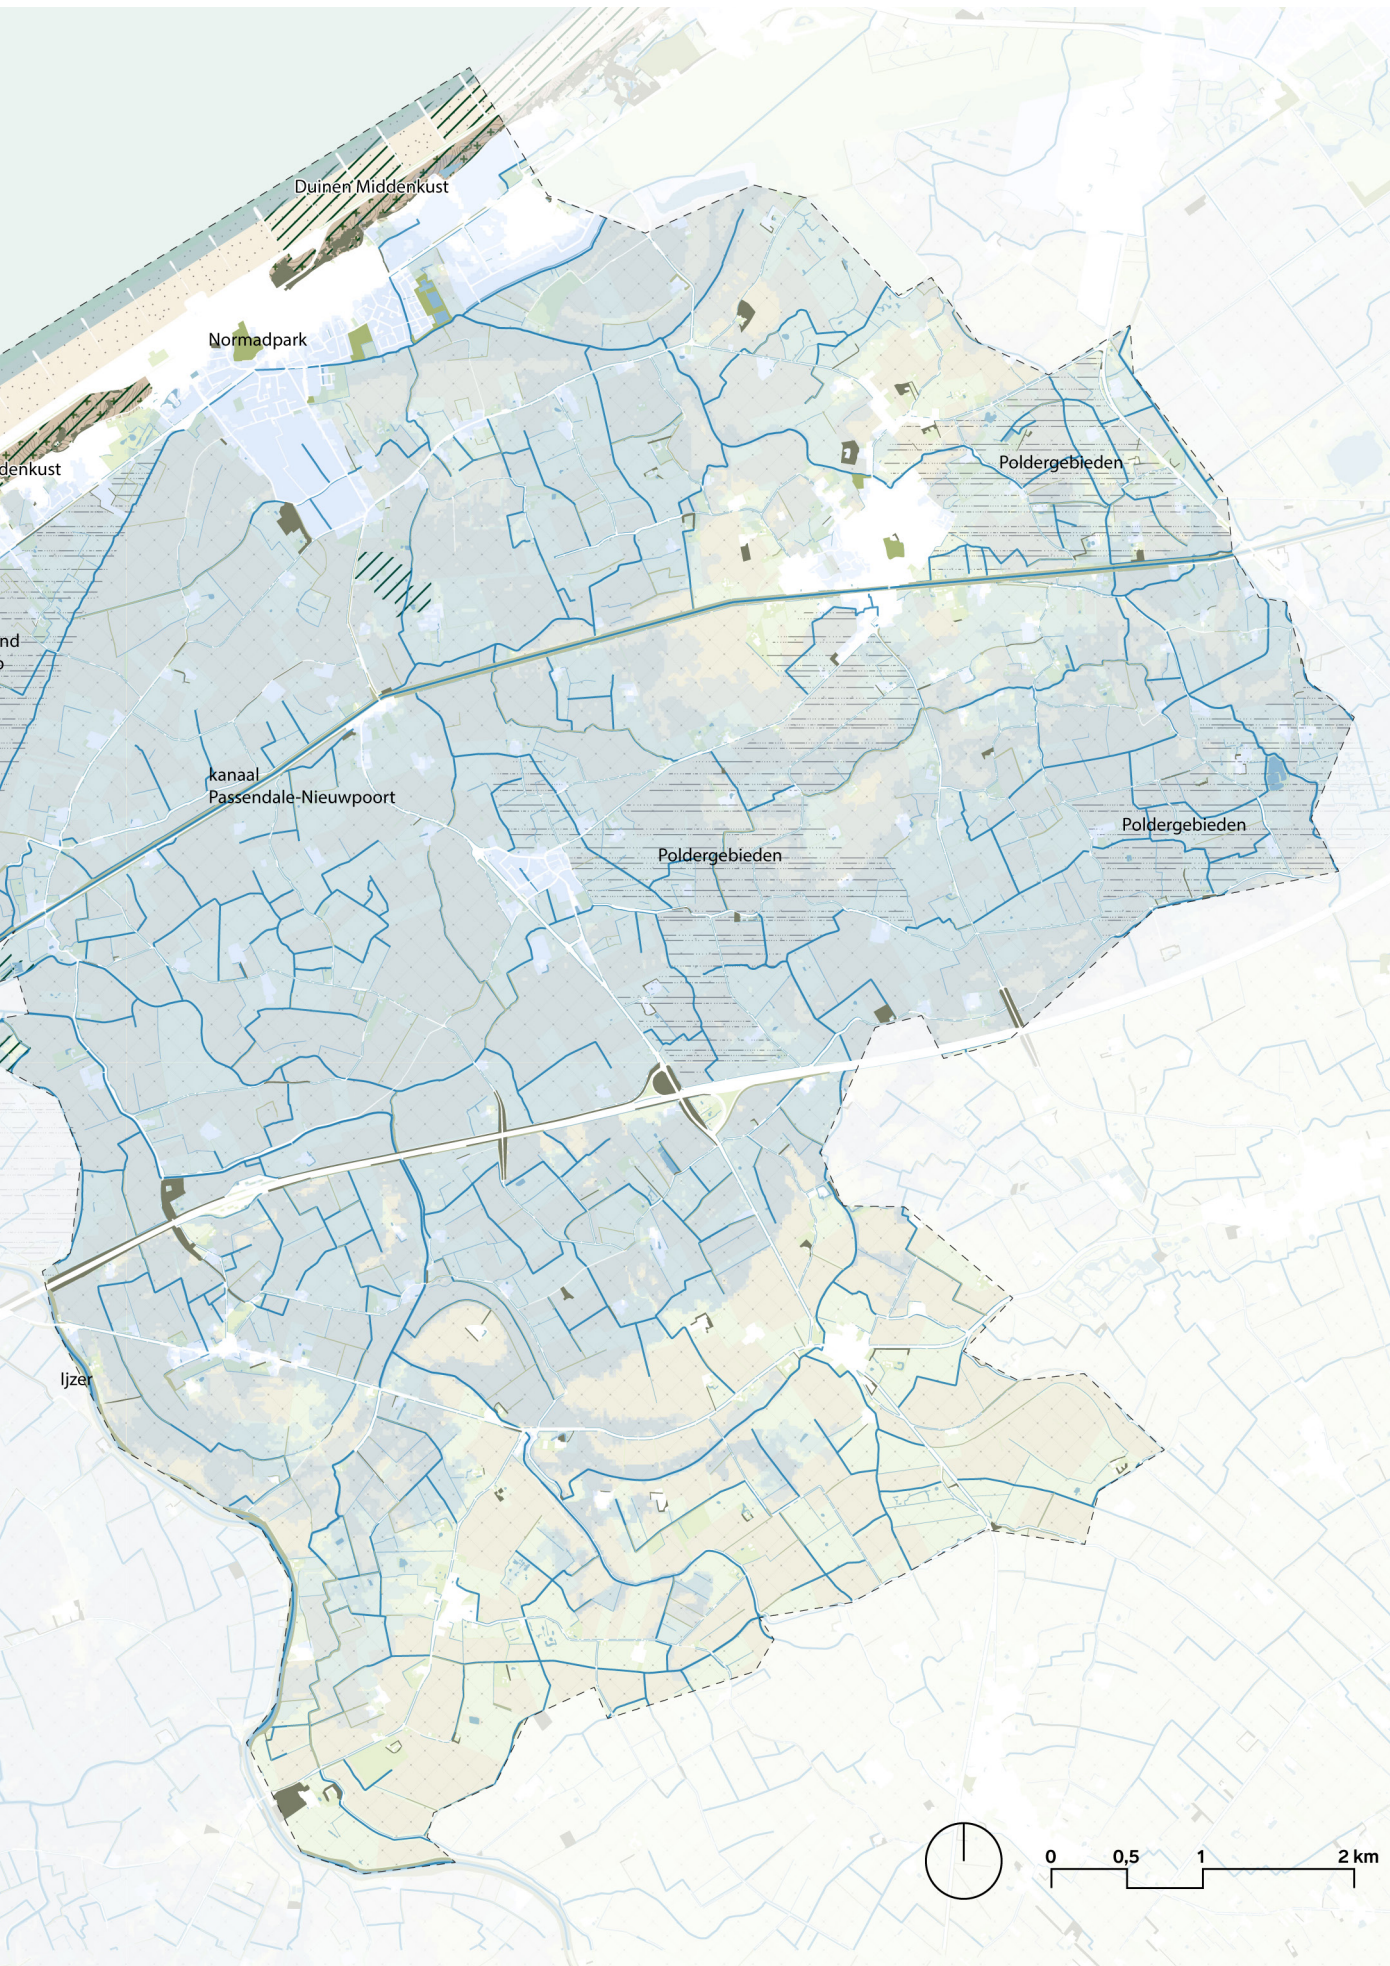 Duinen Middenkust
Normadpark
denkust
Poldergebieden
nd
kanaal
Passendale-Nieuwpoort
Poldergebieden
Poldergebieden
Ijzer
0 0,5 1 2 km